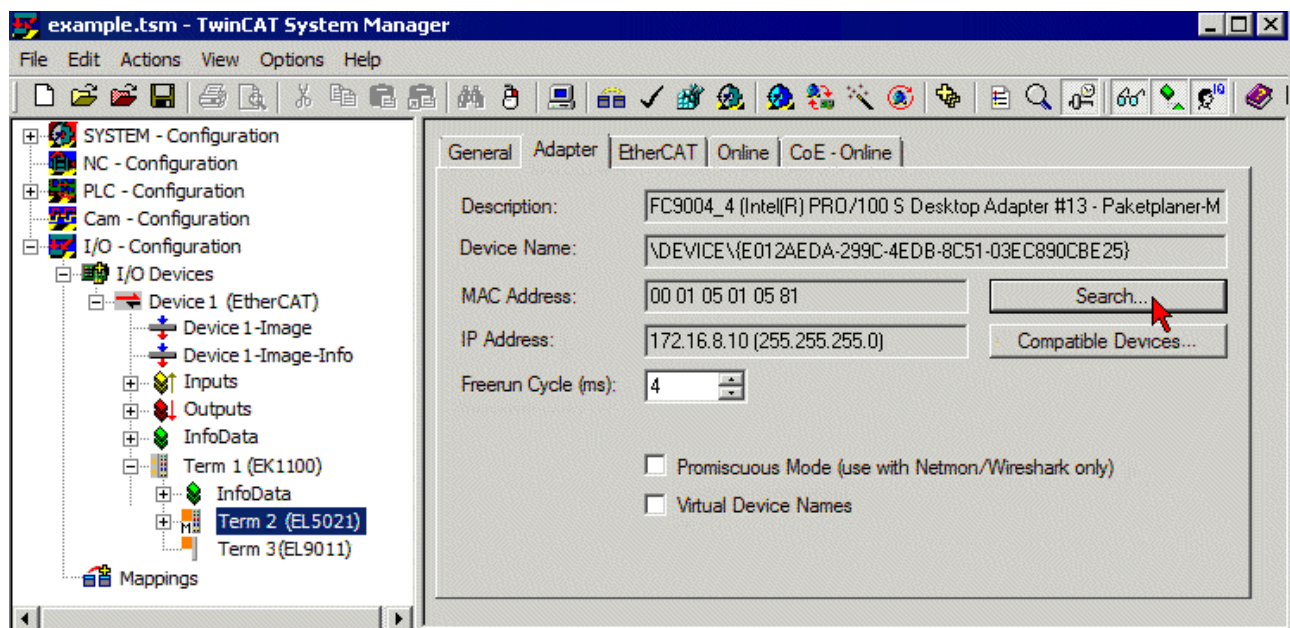 example.tsm - TwinCAT System Manager
File Edit Actions View Options Help
SYSTEM - Configuration
NC - Configuration
PLC - Configuration
Cam - Configuration
I/O - Configuration
I/O Devices
Device 1 (EtherCAT)
Device 1-Image
Device 1-Image-Info
Inputs
Outputs
InfoData
Term 1 (EK1100)
InfoData
Term 2 (EL5021)
Term 3(EL9011)
Mappings
General Adapter EtherCAT Online CoE - Online
Description: FC9004_4 (Intel(R) PRO/100 S Desktop Adapter #13 - Paketplaner-M
Device Name: \DEVICE\{E012AEDA-299C-4EDB-8C51-03EC890CBE25}
MAC Address: 00 01 05 01 05 81 Search...
IP Address: 172.16.8.10 (255.255.255.0) Compatible Devices...
Freerun Cycle (ms): 4
Promiscuous Mode (use with Netmon/Wireshark only)
Virtual Device Names